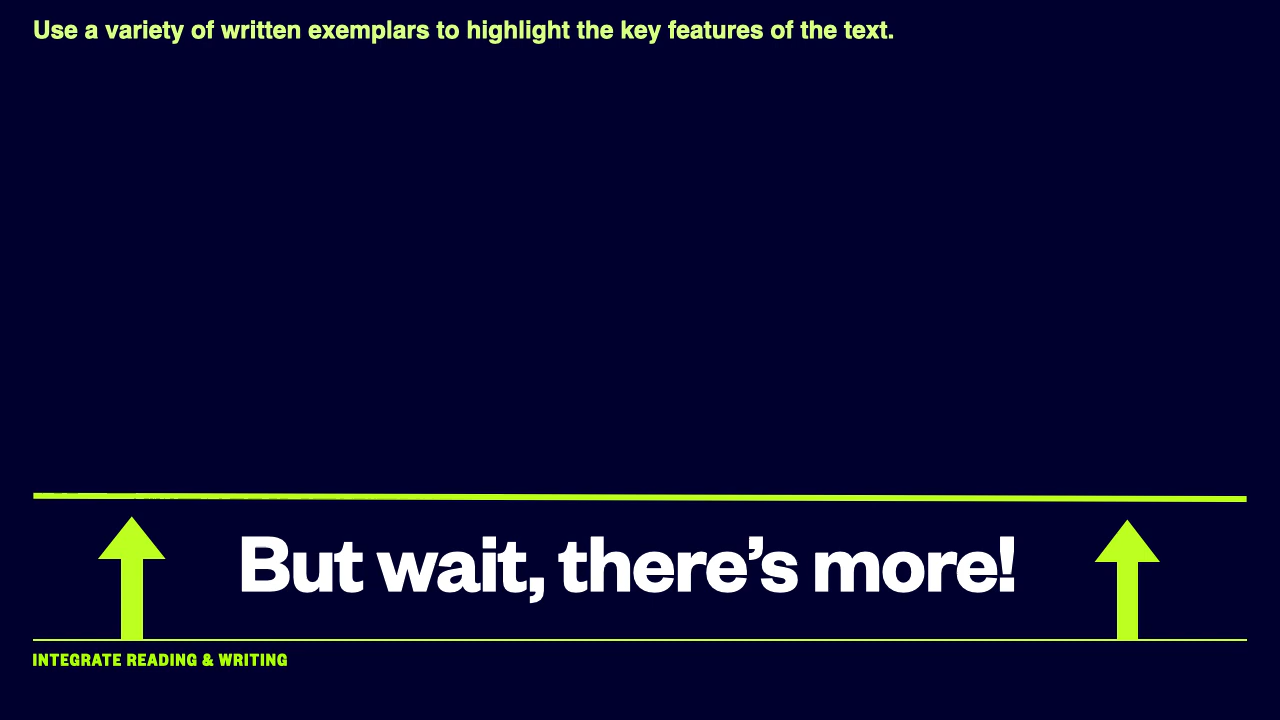 Use a variety of written exemplars to highlight the key features of the text.
But wait, there’s more!
INTEGRATE READING & WRITING